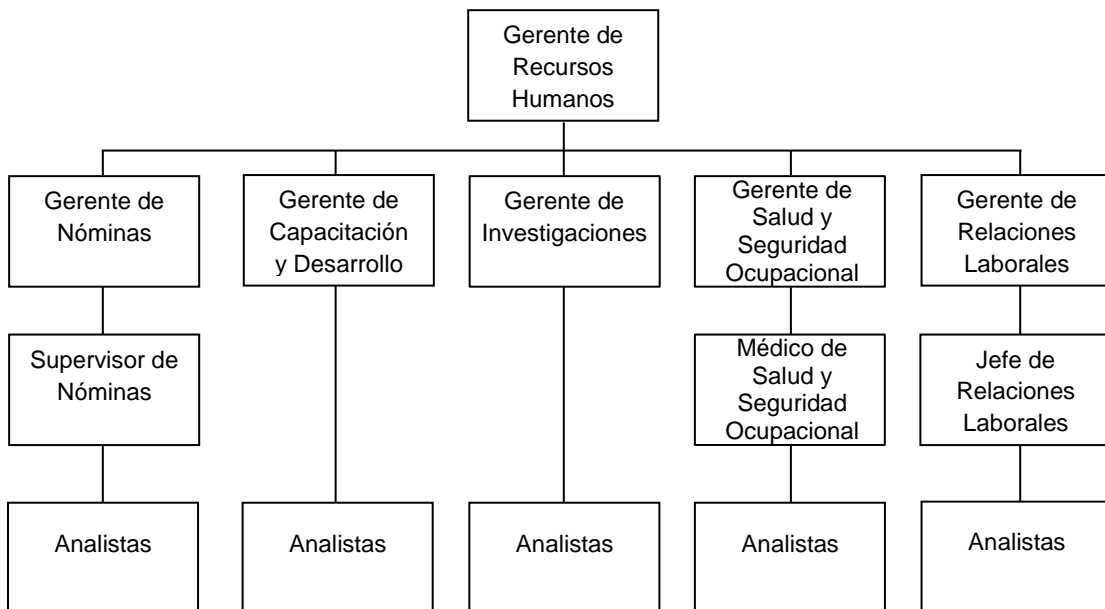 Gerente de
Recursos
Humanos
Gerente de
Nóminas
Gerente de
Capacitación
y Desarrollo
Gerente de
Investigaciones
Gerente de
Salud y
Seguridad
Ocupacional
Gerente de
Relaciones
Laborales
Supervisor de
Nóminas
Médico de
Salud y
Seguridad
Ocupacional
Jefe de
Relaciones
Laborales
Analistas
Analistas
Analistas
Analistas
Analistas